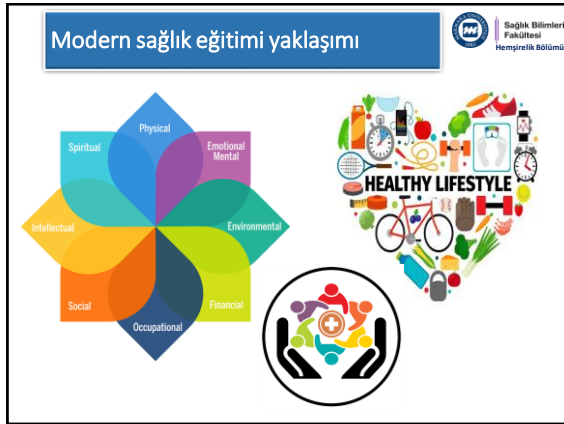 Modern sağlık eğitimi yaklaşımı
Sağlık Bilimleri
Fakültesi
Hemşirelik Bölümü
Physical
Spiritual
Emotional
Mental
Intellectual
Environmental
Social
Financial
Occupational
HEALTHY LIFESTYLE